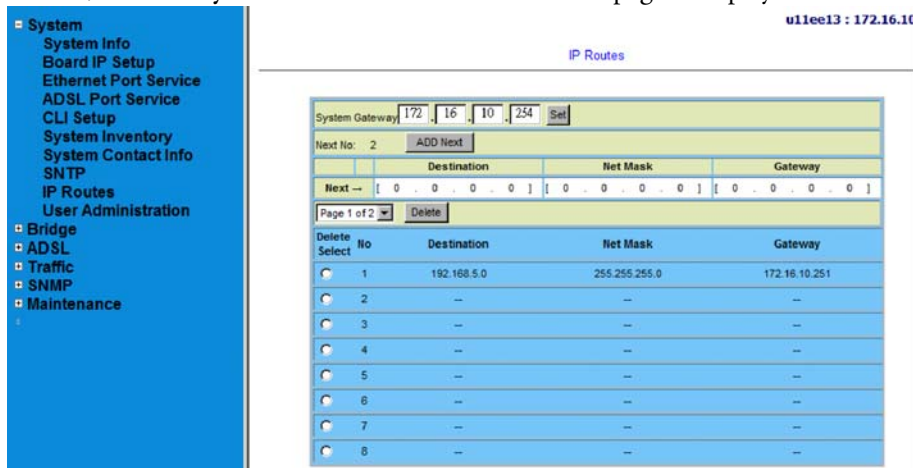 page
u11ee13 : 172.16.10
System
System Info
Board IP Setup
Ethernet Port Service
ADSL Port Service
CLI Setup
System Inventory
System Contact Info
SNTP
IP Routes
User Administration
Bridge
ADSL
Traffic
SNMP
Maintenance
IP Routes
System Gateway 172 . 16 . 10 . 254 Set
Next No: 2 ADD Next
Destination Net Mask Gateway
Next → [ 0 . 0 . 0 . 0 ] [ 0 . 0 . 0 . 0 ] [ 0 . 0 . 0 . 0 ]
Page 1 of 2 Delete
Delete Select No Destination Net Mask Gateway
1 192.168.5.0 255.255.255.0 172.16.10.251
2 -- -- --
3 -- -- --
4 -- -- --
5 -- -- --
6 -- -- --
7 -- -- --
8 -- -- --